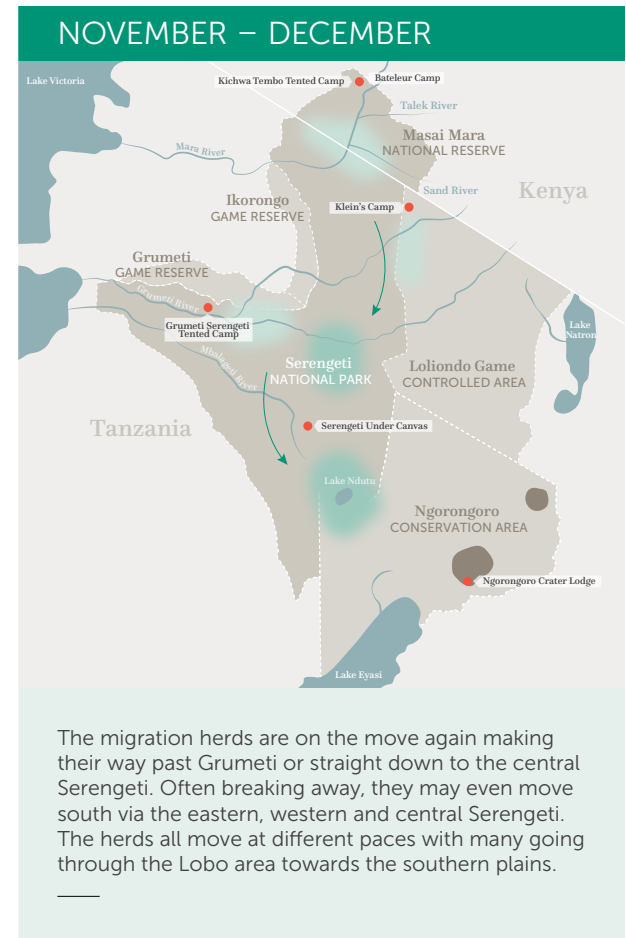 NOVEMBER – DECEMBER
Lake Victoria
Kichwa Tembo Tented Camp
Bateleur Camp
Talek River
Masai Mara
NATIONAL RESERVE
Mara River
Sand River
Kenya
Ikorongo
GAME RESERVE
Klein's Camp
Grumeti
GAME RESERVE
Grumeti River
Grumeti Serengeti
Tented Camp
Lake
Natron
Mbalageti River
Serengeti
NATIONAL PARK
Loliondo Game
CONTROLLED AREA
Tanzania
Serengeti Under Canvas
Lake Ndutu
Ngorongoro
CONSERVATION AREA
Ngorongoro Crater Lodge
Lake Eyasi
The migration herds are on the move again making
their way past Grumeti or straight down to the central
Serengeti. Often breaking away, they may even move
south via the eastern, western and central Serengeti.
The herds all move at different paces with many going
through the Lobo area towards the southern plains.